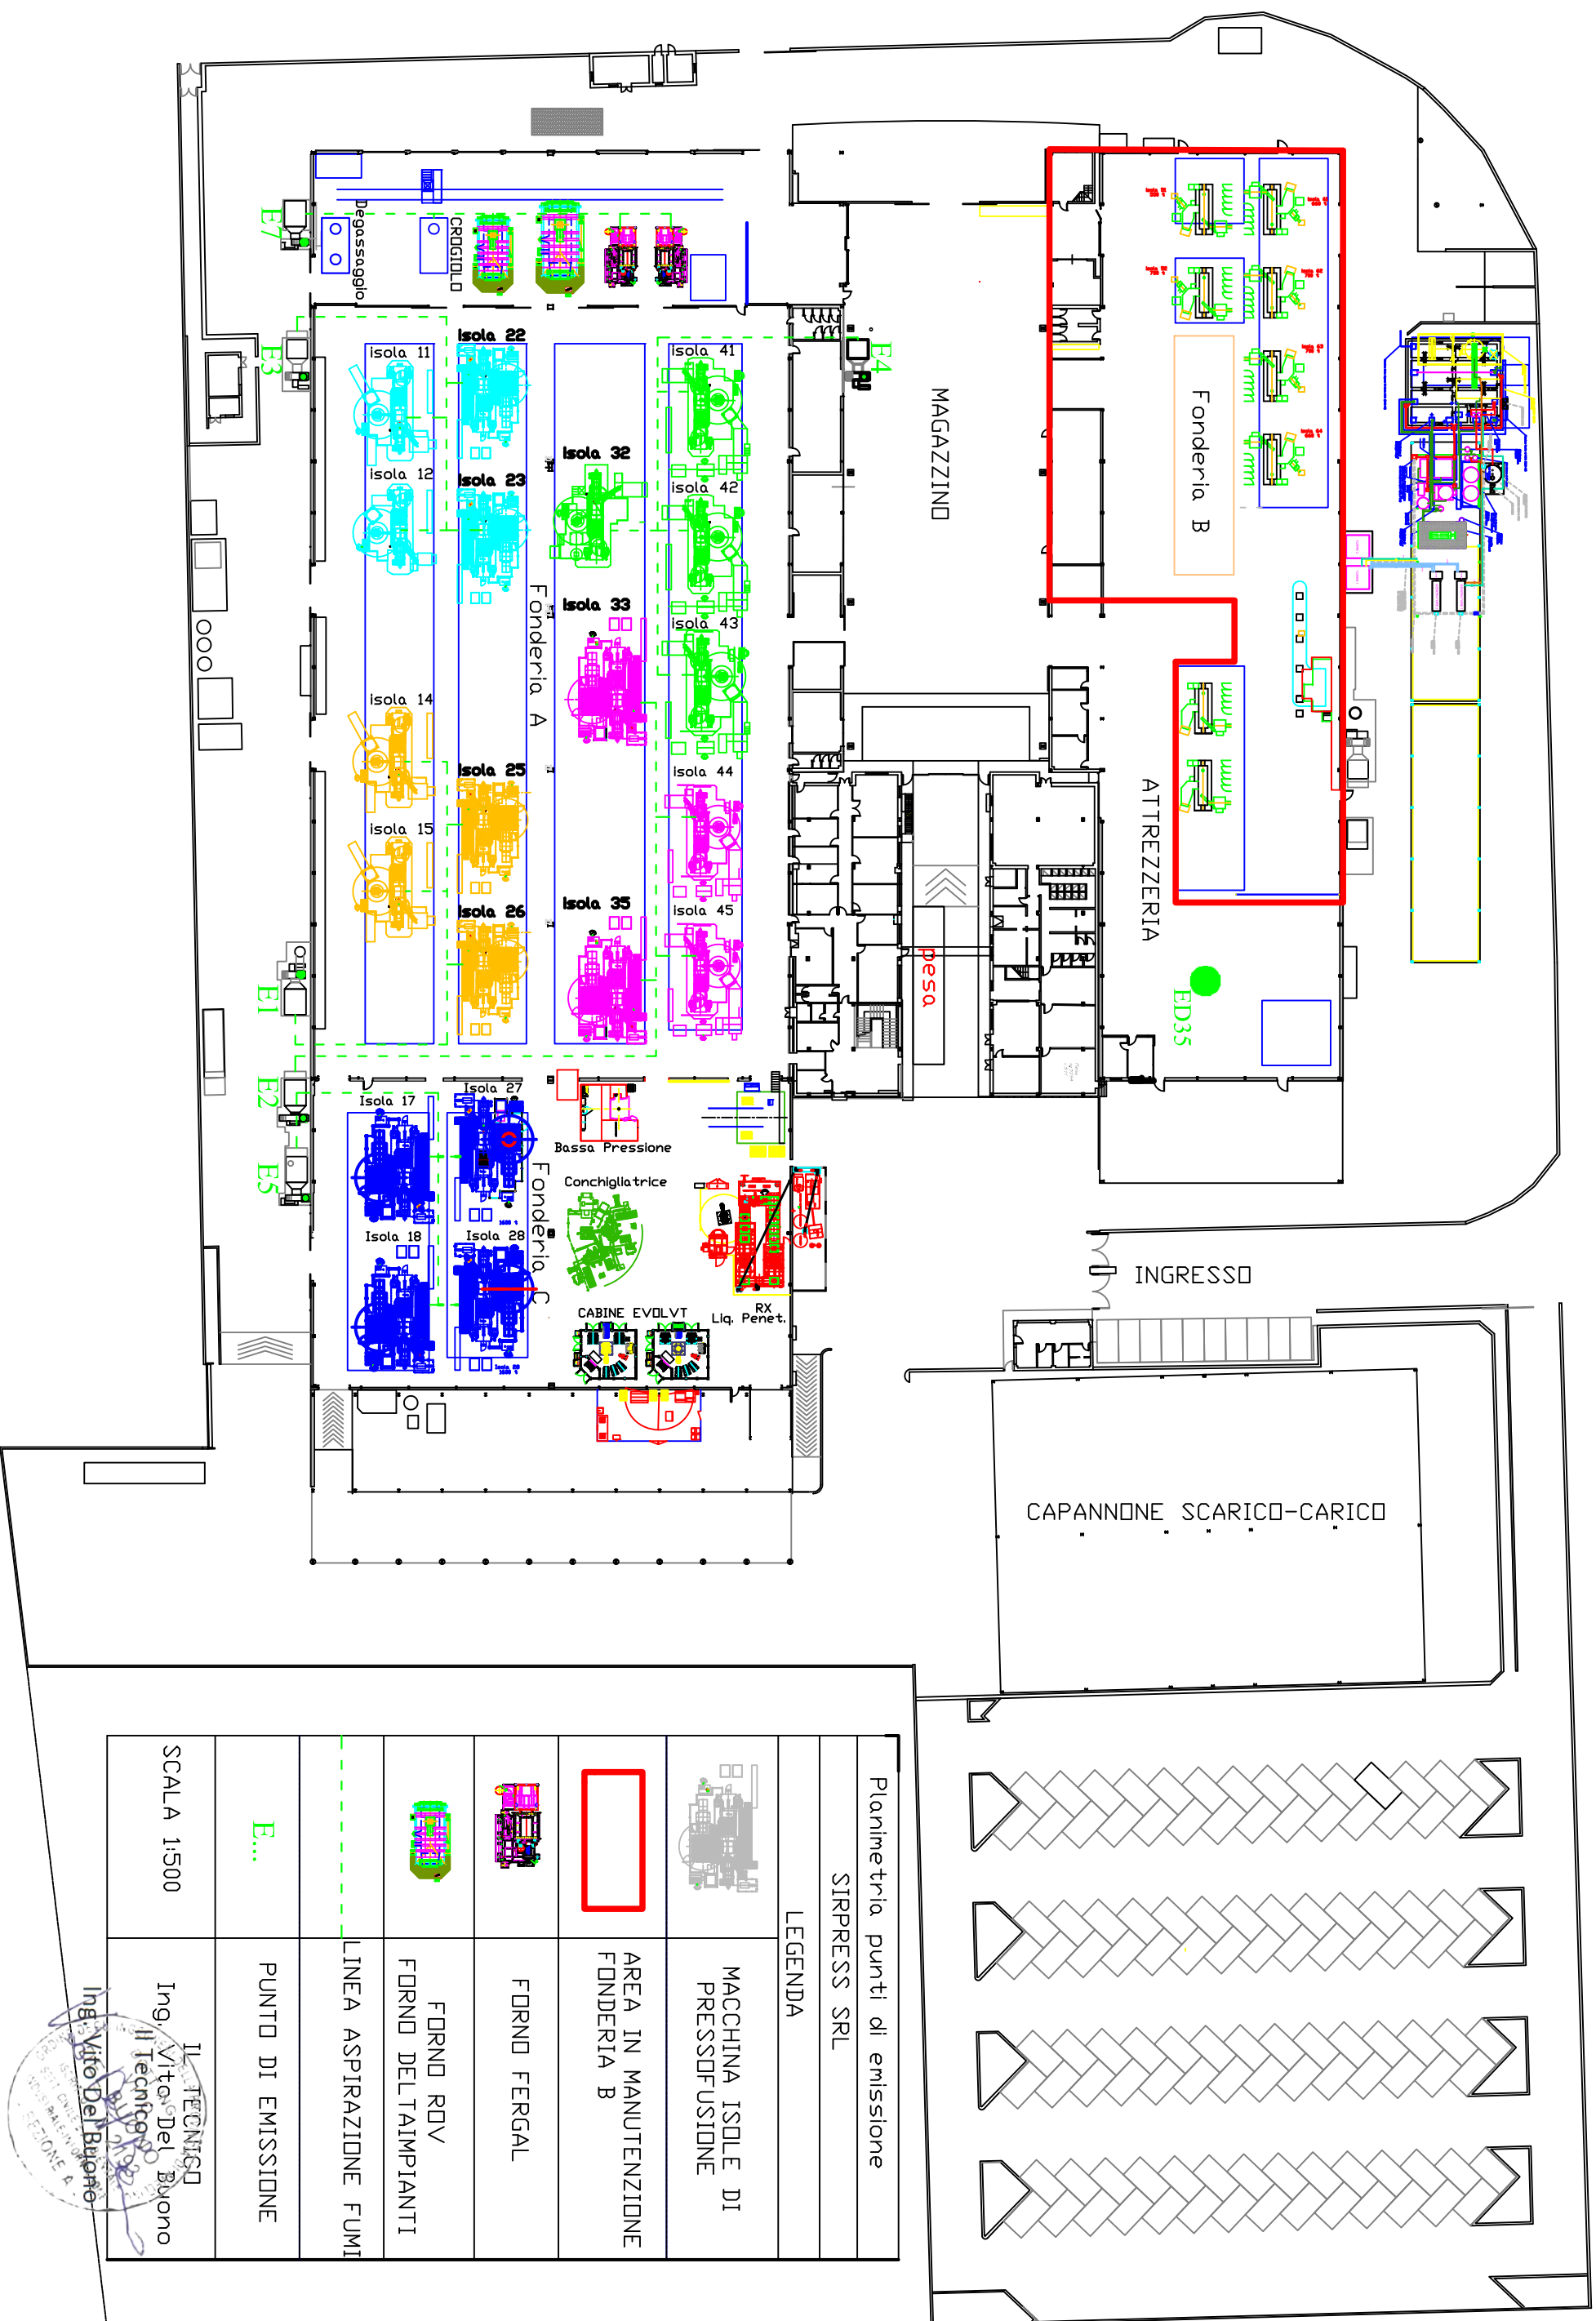 E7
Degassaggio
CROGIOLO
E3
E4
isola 11
Isola 22
isola 41
isola 12
Isola 23
Isola 32
isola 42
Fonderia A
Isola 33
isola 43
isola 14
Isola 25
isola 44
isola 15
Isola 26
Isola 35
isola 45
MAGAZZINO
Fonderia B
ATTREZZERIA
pesa
ED35
E1
E2
E5
Isola 17
Isola 27
Bassa Pressione
Conchigliatrice
Fonderia C
Isola 18
Isola 28
CABINE EVOLVT
RX
Liq. Penet.
INGRESSO
CAPANNONE SCARICO-CARICO
Planimetria punti di emissione
SIRPRESS SRL
LEGENDA
MACCHINA ISOLE DI
PRESSOFUSIONE
AREA IN MANUTENZIONE
FONDERIA B
FORNO FERGAL
FORNO ROV
FORNO DELTAIMPIANTI
LINEA ASPIRAZIONE FUMI
E...
PUNTO DI EMISSIONE
SCALA 1:500
IL TECNICO
Ing. Vito Del Buono
Il Tecnico
Ing. Vito Del Buono